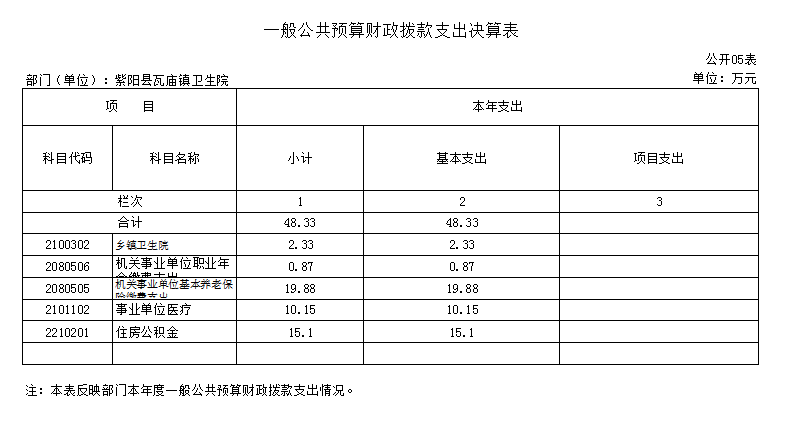 一般公共预算财政拨款支出决算表
公开05表
部门（单位）：紫阳县瓦庙镇卫生院
单位：万元
项 目 本年支出
科目代码 科目名称 小计 基本支出 项目支出
栏次 1 2 3
合计 48.33 48.33
2100302 乡镇卫生院 2.33 2.33
2080506 机关事业单位职业年金缴费支出 0.87 0.87
2080505 机关事业单位基本养老保险缴费支出 19.88 19.88
2101102 事业单位医疗 10.15 10.15
2210201 住房公积金 15.1 15.1
注：本表反映部门本年度一般公共预算财政拨款支出情况。